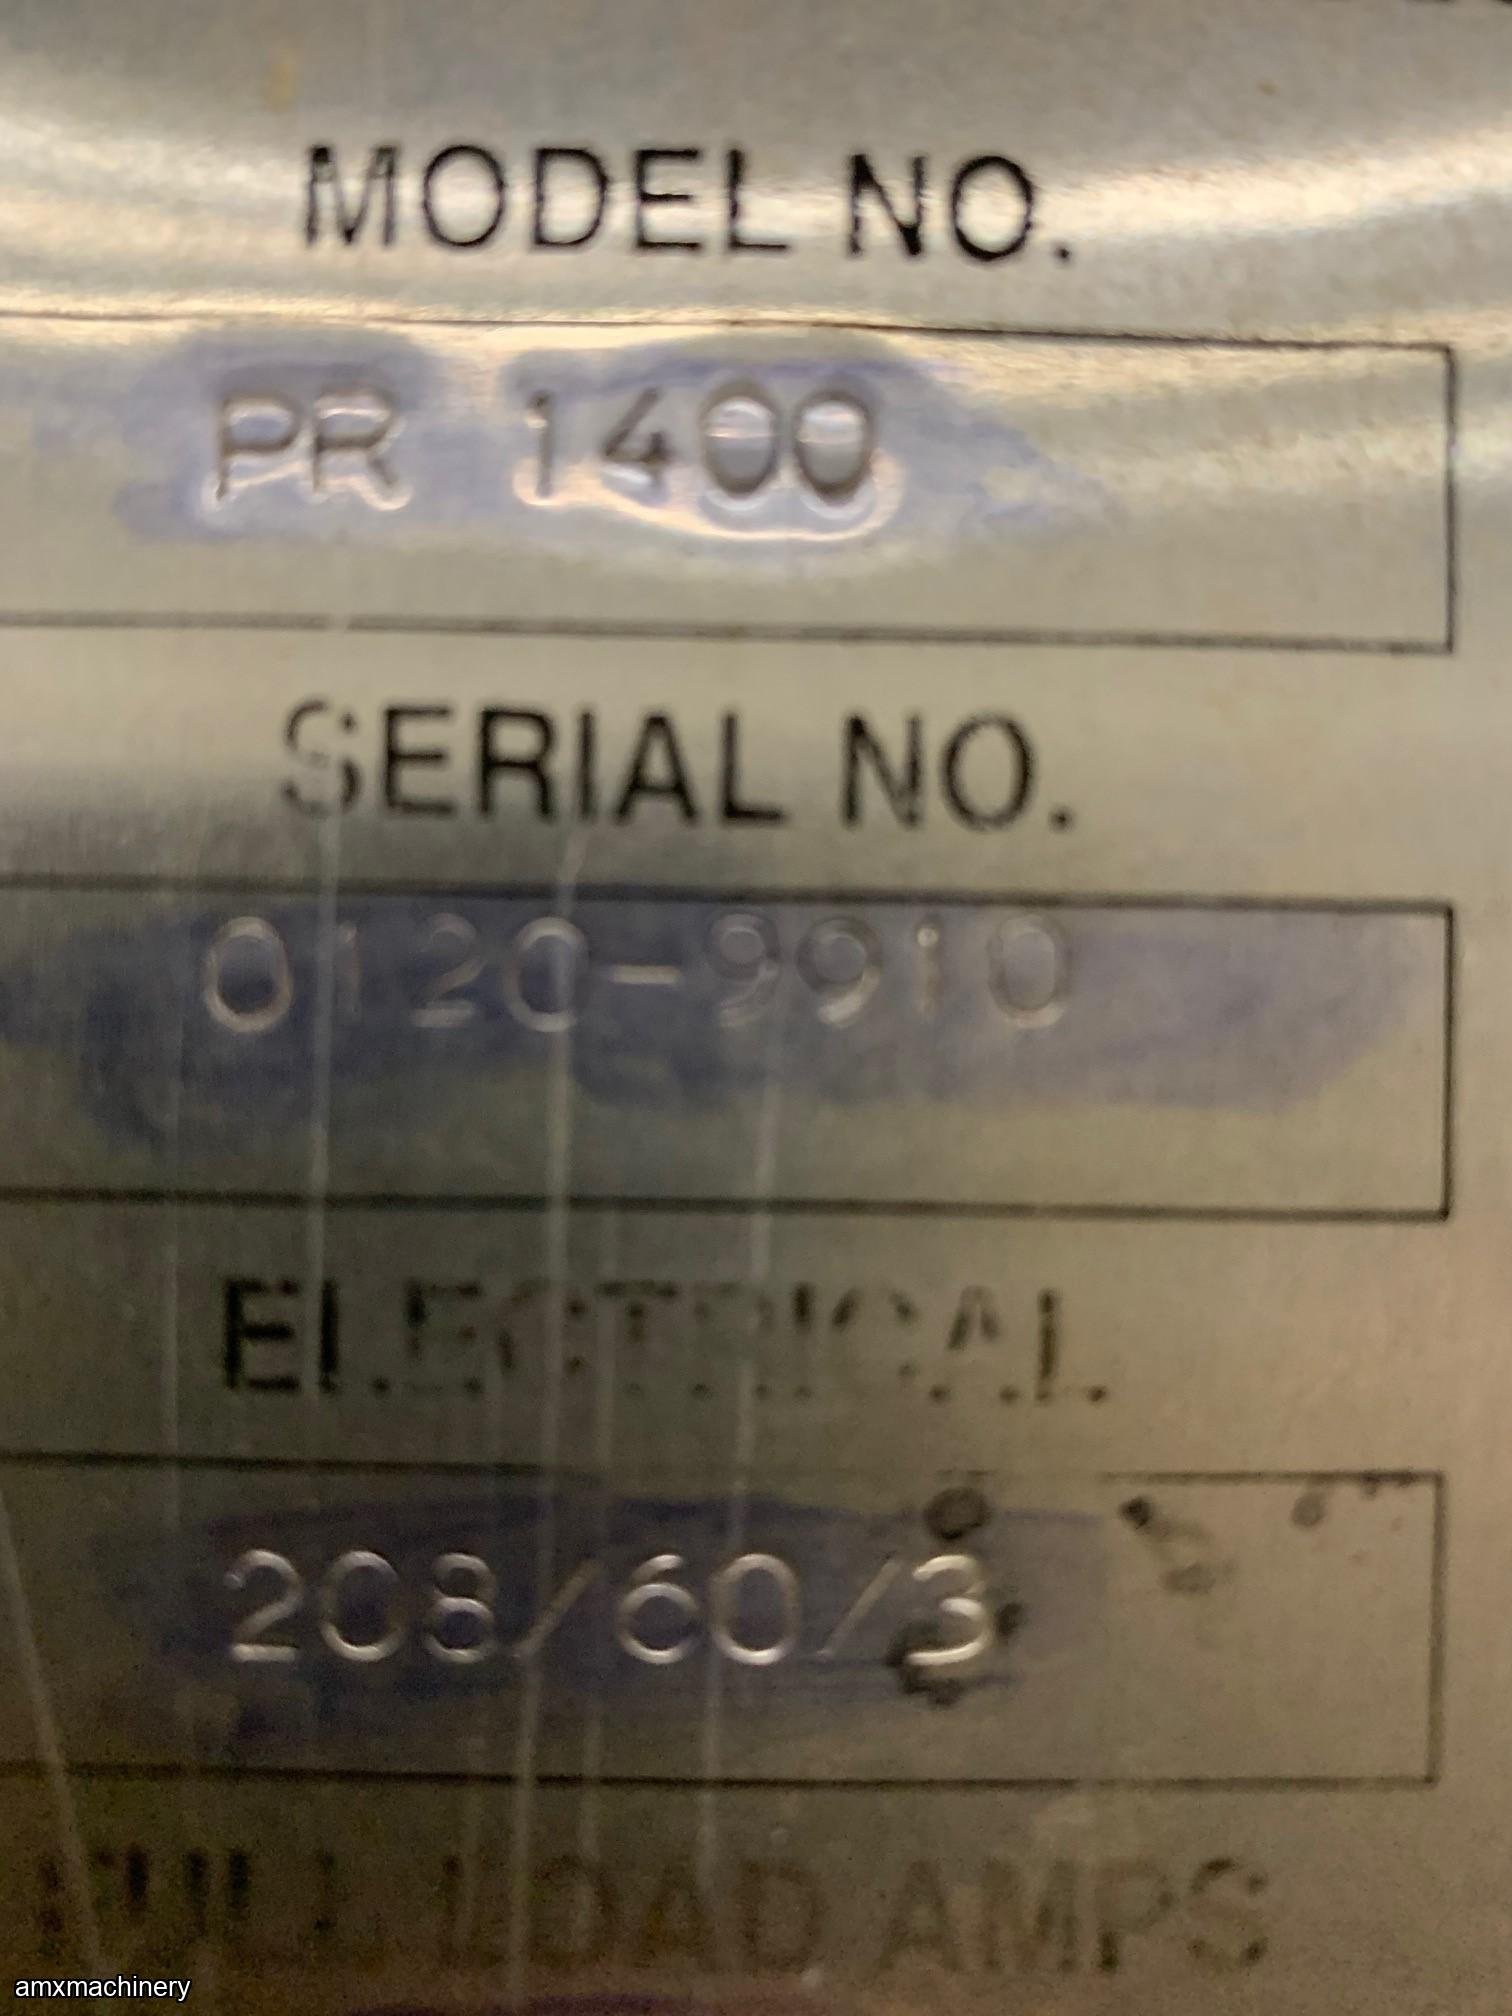 MODEL NO.
PR 1400
SERIAL NO.
0120-9910
ELECTRICAL
208/60/3
FULL LOAD AMPS
amxmachinery